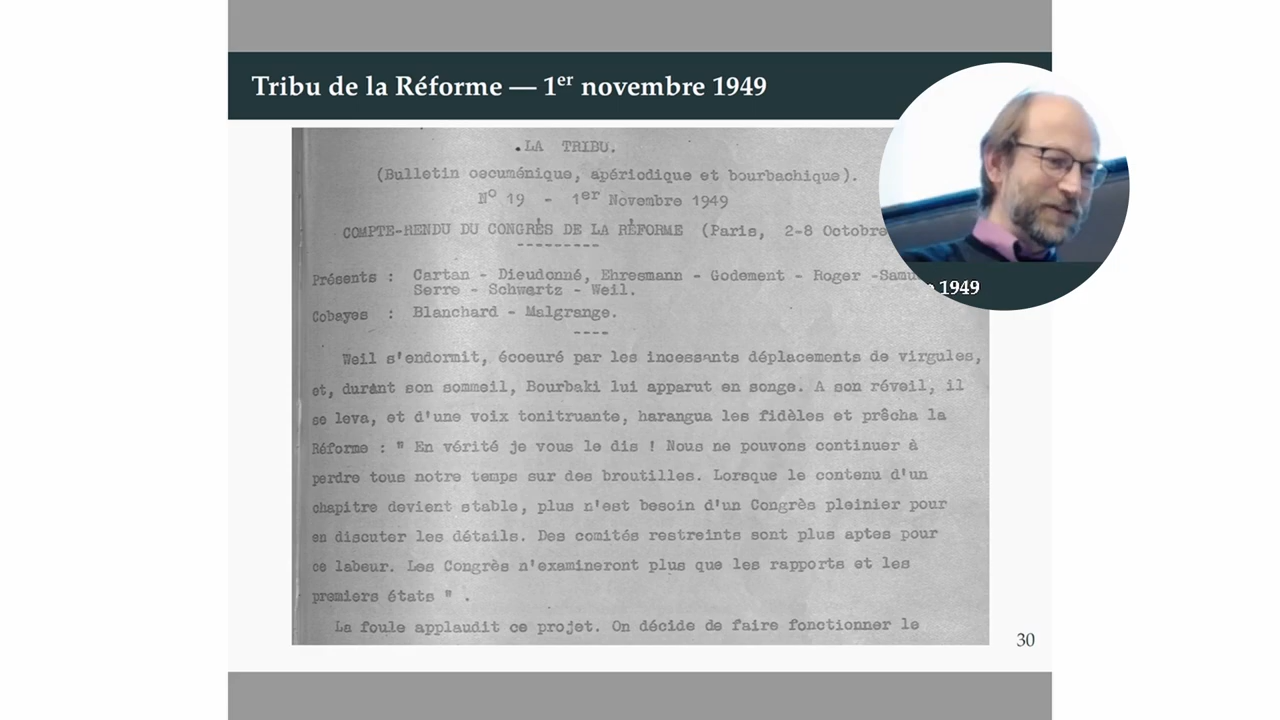 Tribu de la Réforme — 1er novembre 1949
.LA TRIBU.
(Bulletin oecuménique, apériodique et bourbachique).
No 19 - 1er Novembre 1949
COMPTE-RENDU DU CONGRÈS DE LA RÉFORME (Paris, 2-8 Octobre
Présents : Cartan - Dieudonné, Ehresmann - Godement - Roger -Samu
Serre - Schwartz - Weil.
Cobayes : Blanchard - Malgrange.
Weil s'endormit, écoeuré par les incessants déplacements de virgules,
et, durant son sommeil, Bourbaki lui apparut en songe. A son réveil, il
se leva, et d'une voix tonitruante, harangua les fidèles et prêcha la
Réforme : " En vérité je vous le dis ! Nous ne pouvons continuer à
perdre tous notre temps sur des broutilles. Lorsque le contenu d'un
chapitre devient stable, plus n'est besoin d'un Congrès pleinier pour
en discuter les détails. Des comités restreints sont plus aptes pour
ce labeur. Les Congrès n'examineront plus que les rapports et les
premiers états " .
La foule applaudit ce projet. On décide de faire fonctionner le
1949
30